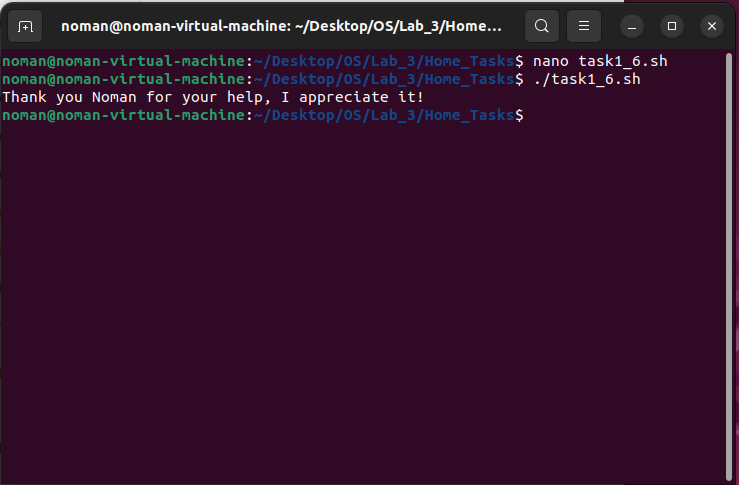 noman@noman-virtual-machine: ~/Desktop/OS/Lab_3/Home...
noman@noman-virtual-machine:~/Desktop/OS/Lab_3/Home_Tasks$ nano task1_6.sh
noman@noman-virtual-machine:~/Desktop/OS/Lab_3/Home_Tasks$ ./task1_6.sh
Thank you Noman for your help, I appreciate it!
noman@noman-virtual-machine:~/Desktop/OS/Lab_3/Home_Tasks$